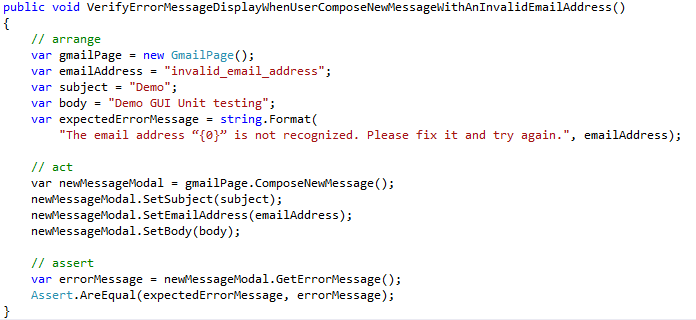 public void VerifyErrorMessageDisplayWhenUserComposeNewMessageWithAnInvalidEmailAddress()
{
    // arrange
    var gmailPage = new GmailPage();
    var emailAddress = "invalid_email_address";
    var subject = "Demo";
    var body = "Demo GUI Unit testing";
    var expectedErrorMessage = string.Format(
        "The email address “{0}” is not recognized. Please fix it and try again.", emailAddress);

    // act
    var newMessageModal = gmailPage.ComposeNewMessage();
    newMessageModal.SetSubject(subject);
    newMessageModal.SetEmailAddress(emailAddress);
    newMessageModal.SetBody(body);

    // assert
    var errorMessage = newMessageModal.GetErrorMessage();
    Assert.AreEqual(expectedErrorMessage, errorMessage);
}